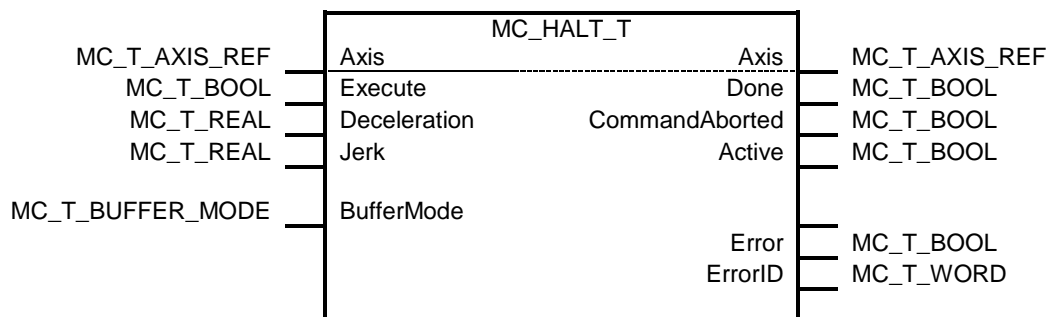 MC_HALT_T
MC_T_AXIS_REF Axis Axis MC_T_AXIS_REF
MC_T_BOOL Execute Done MC_T_BOOL
MC_T_REAL Deceleration CommandAborted MC_T_BOOL
MC_T_REAL Jerk Active MC_T_BOOL
MC_T_BUFFER_MODE BufferMode
Error MC_T_BOOL
ErrorID MC_T_WORD